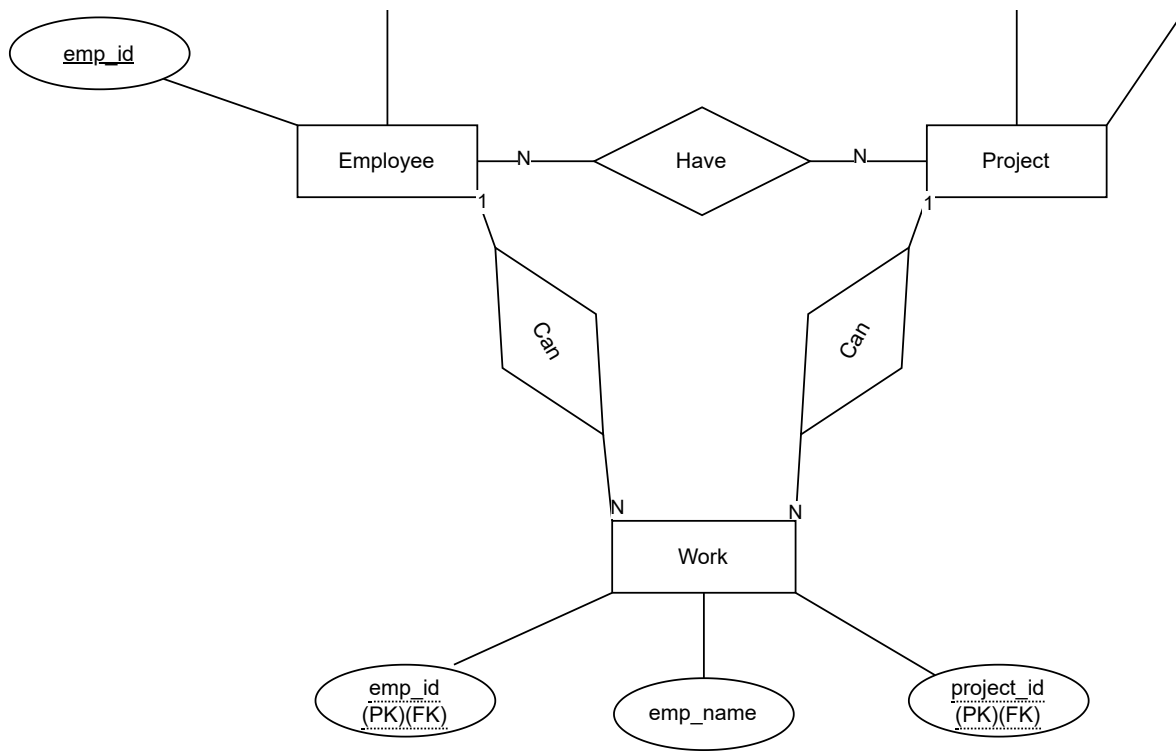 emp_id
Employee
N
Have
N
Project
1
1
Can
Can
N
N
Work
emp_id
(PK)(FK)
emp_name
project_id
(PK)(FK)